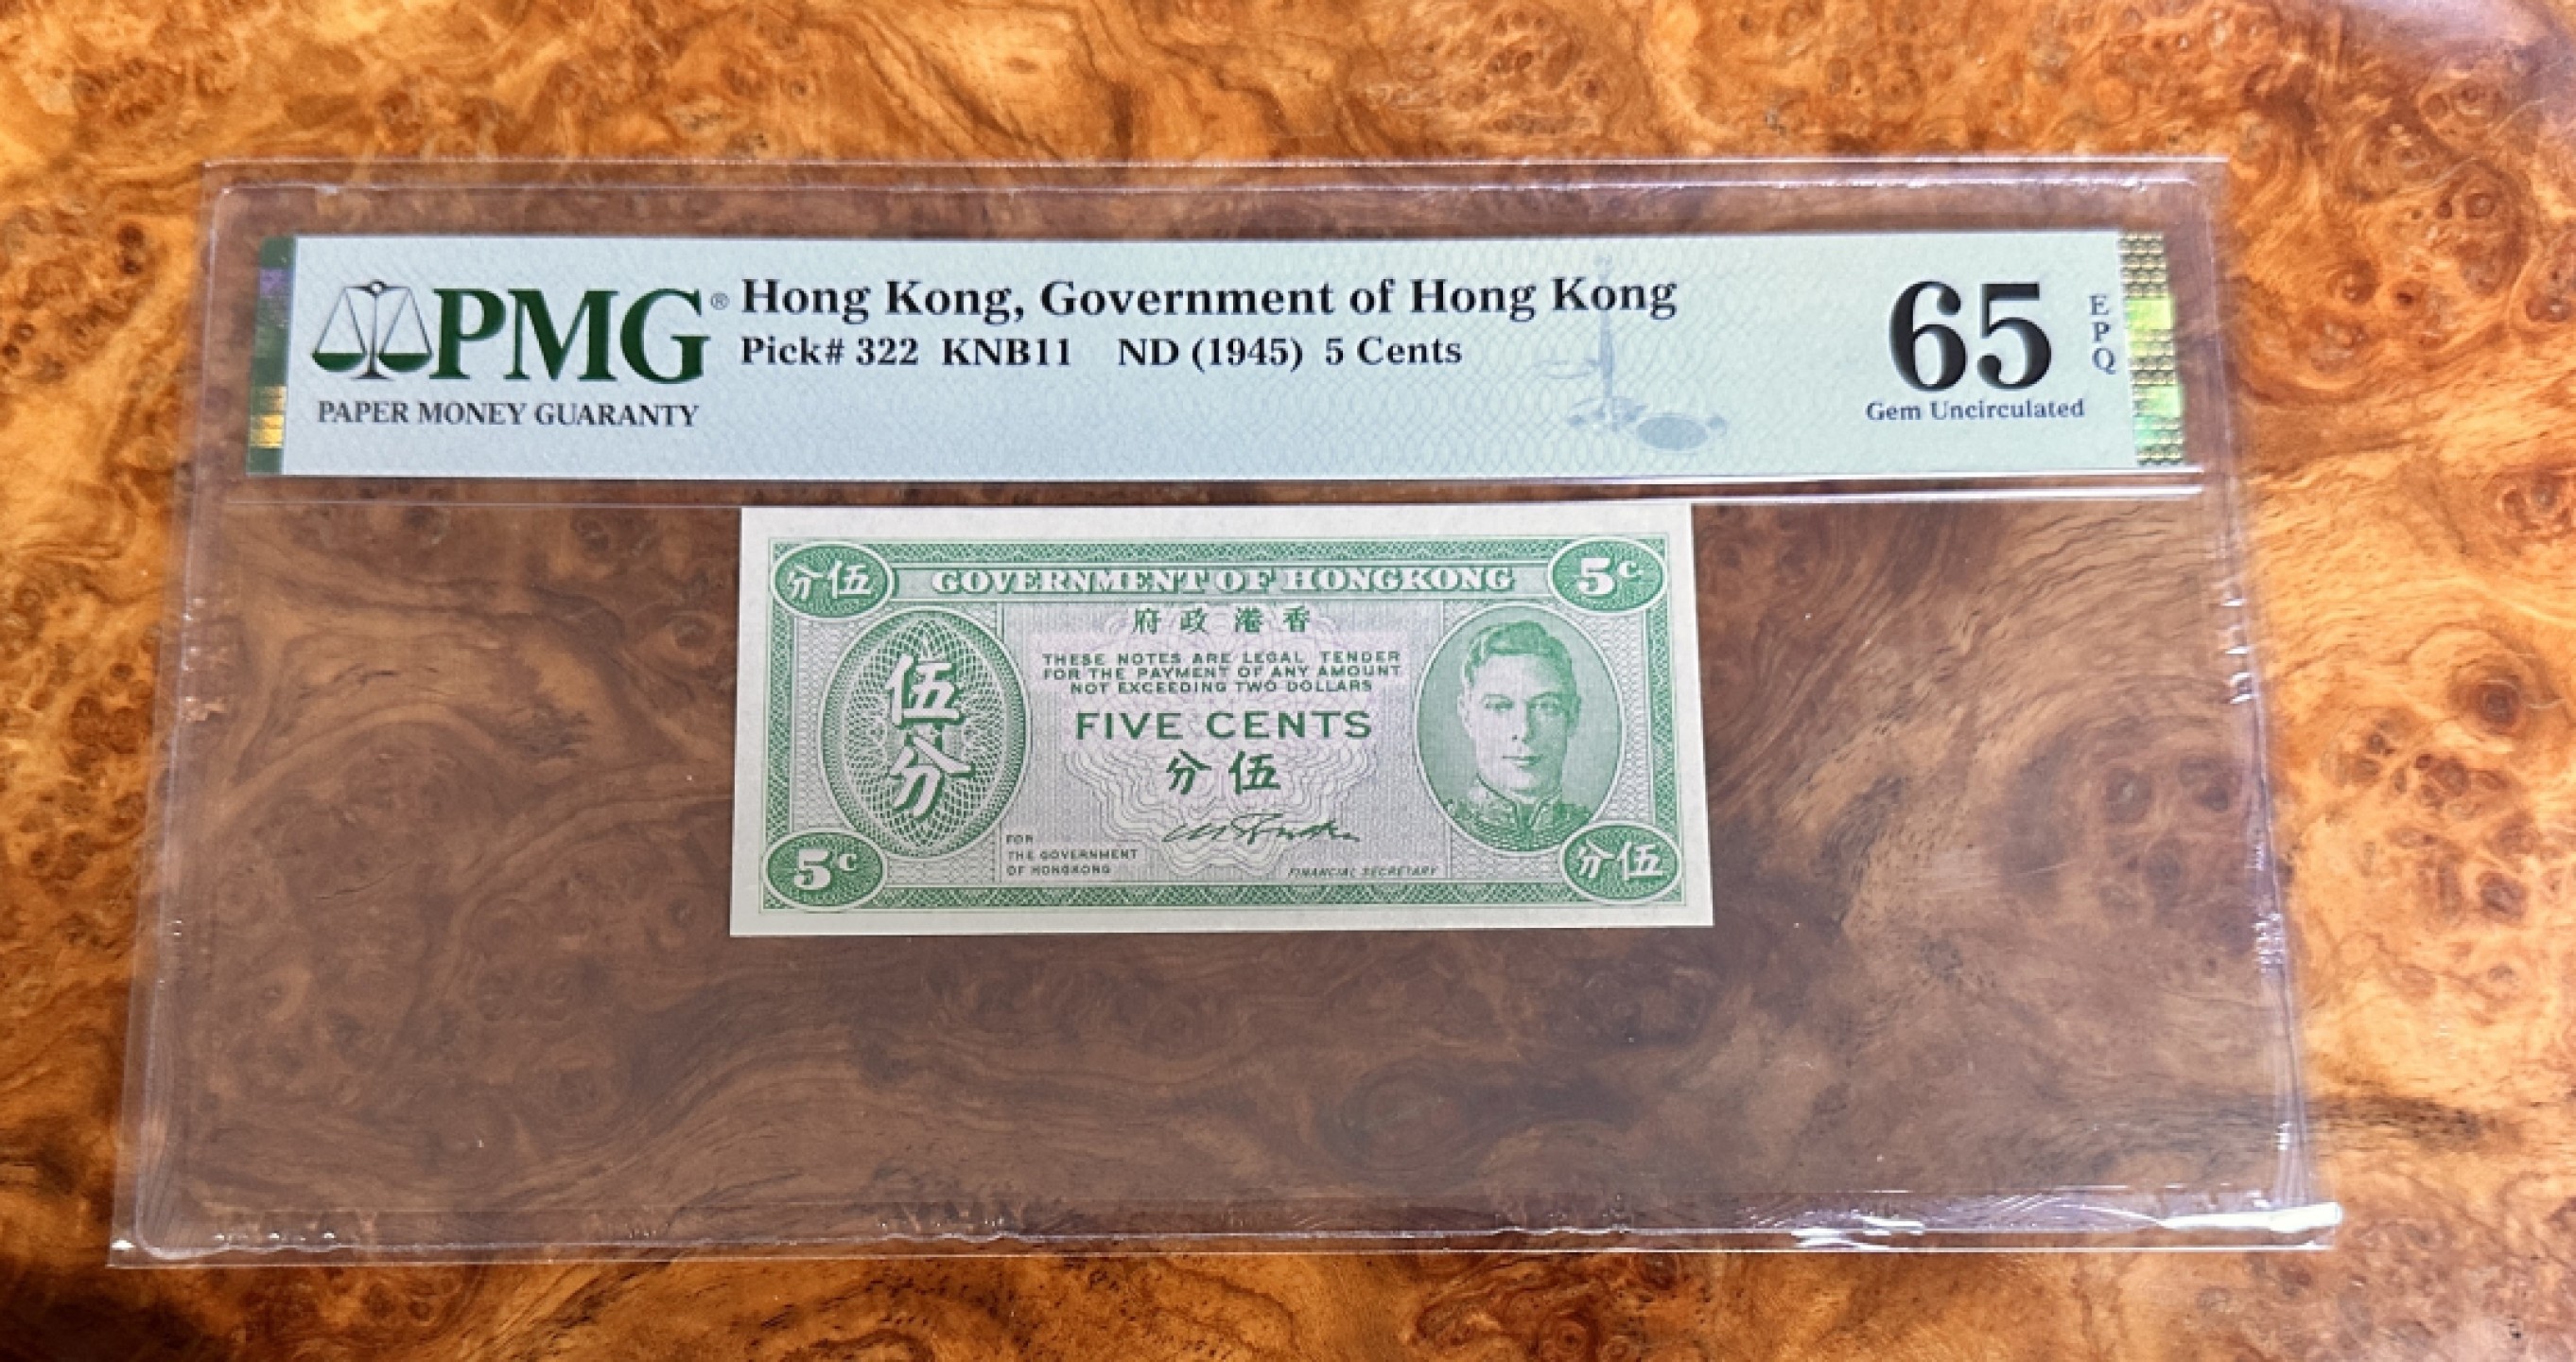 PMG®
PAPER MONEY GUARANTY
Hong Kong, Government of Hong Kong
Pick# 322 KNB11 ND (1945) 5 Cents
65
EPQ
Gem Uncirculated
分伍
GOVERNMENT OF HONGKONG
5c
府政港香
THESE NOTES ARE LEGAL TENDER
FOR THE PAYMENT OF ANY AMOUNT
NOT EXCEEDING TWO DOLLARS
伍分
FIVE CENTS
分伍
FOR
THE GOVERNMENT
OF HONGKONG
FINANCIAL SECRETARY
5c
分伍